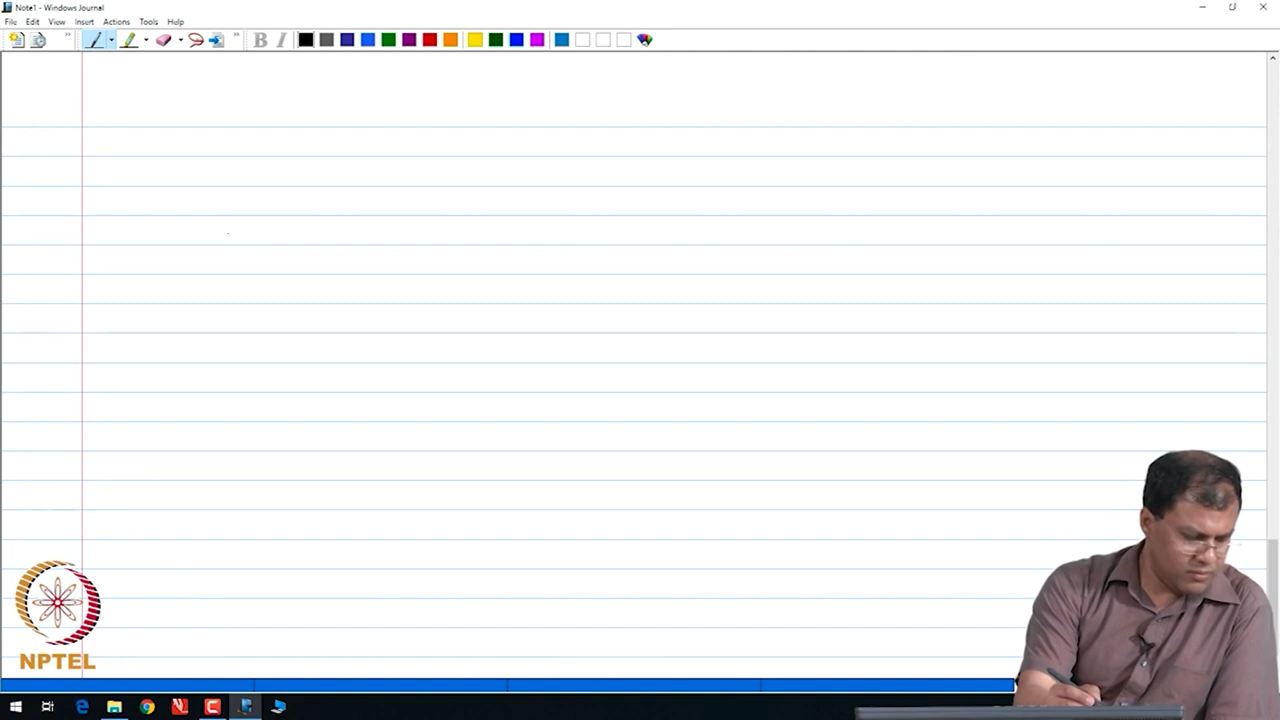 Note1 - Windows Journal
File Edit View Insert Actions Tools Help
B I
NPTEL